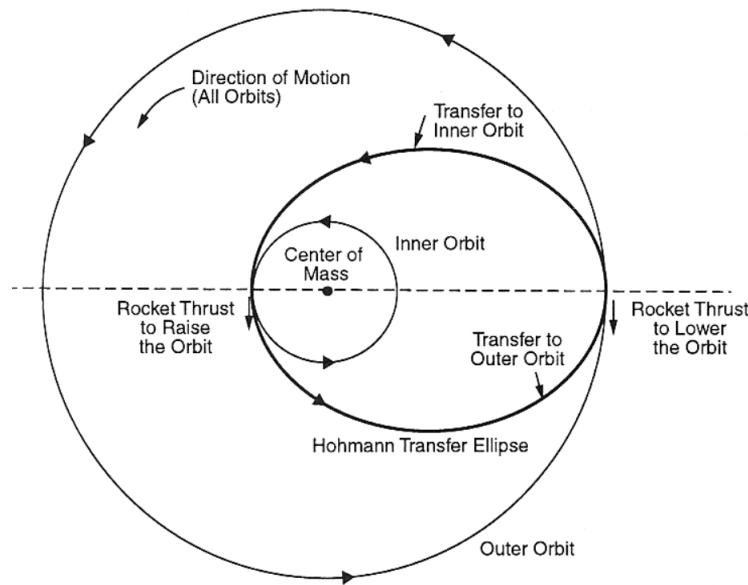 Direction of Motion
(All Orbits)
Transfer to
Inner Orbit
Inner Orbit
Center of
Mass
Rocket Thrust
to Raise
the Orbit
Rocket Thrust
to Lower
the Orbit
Transfer to
Outer Orbit
Hohmann Transfer Ellipse
Outer Orbit